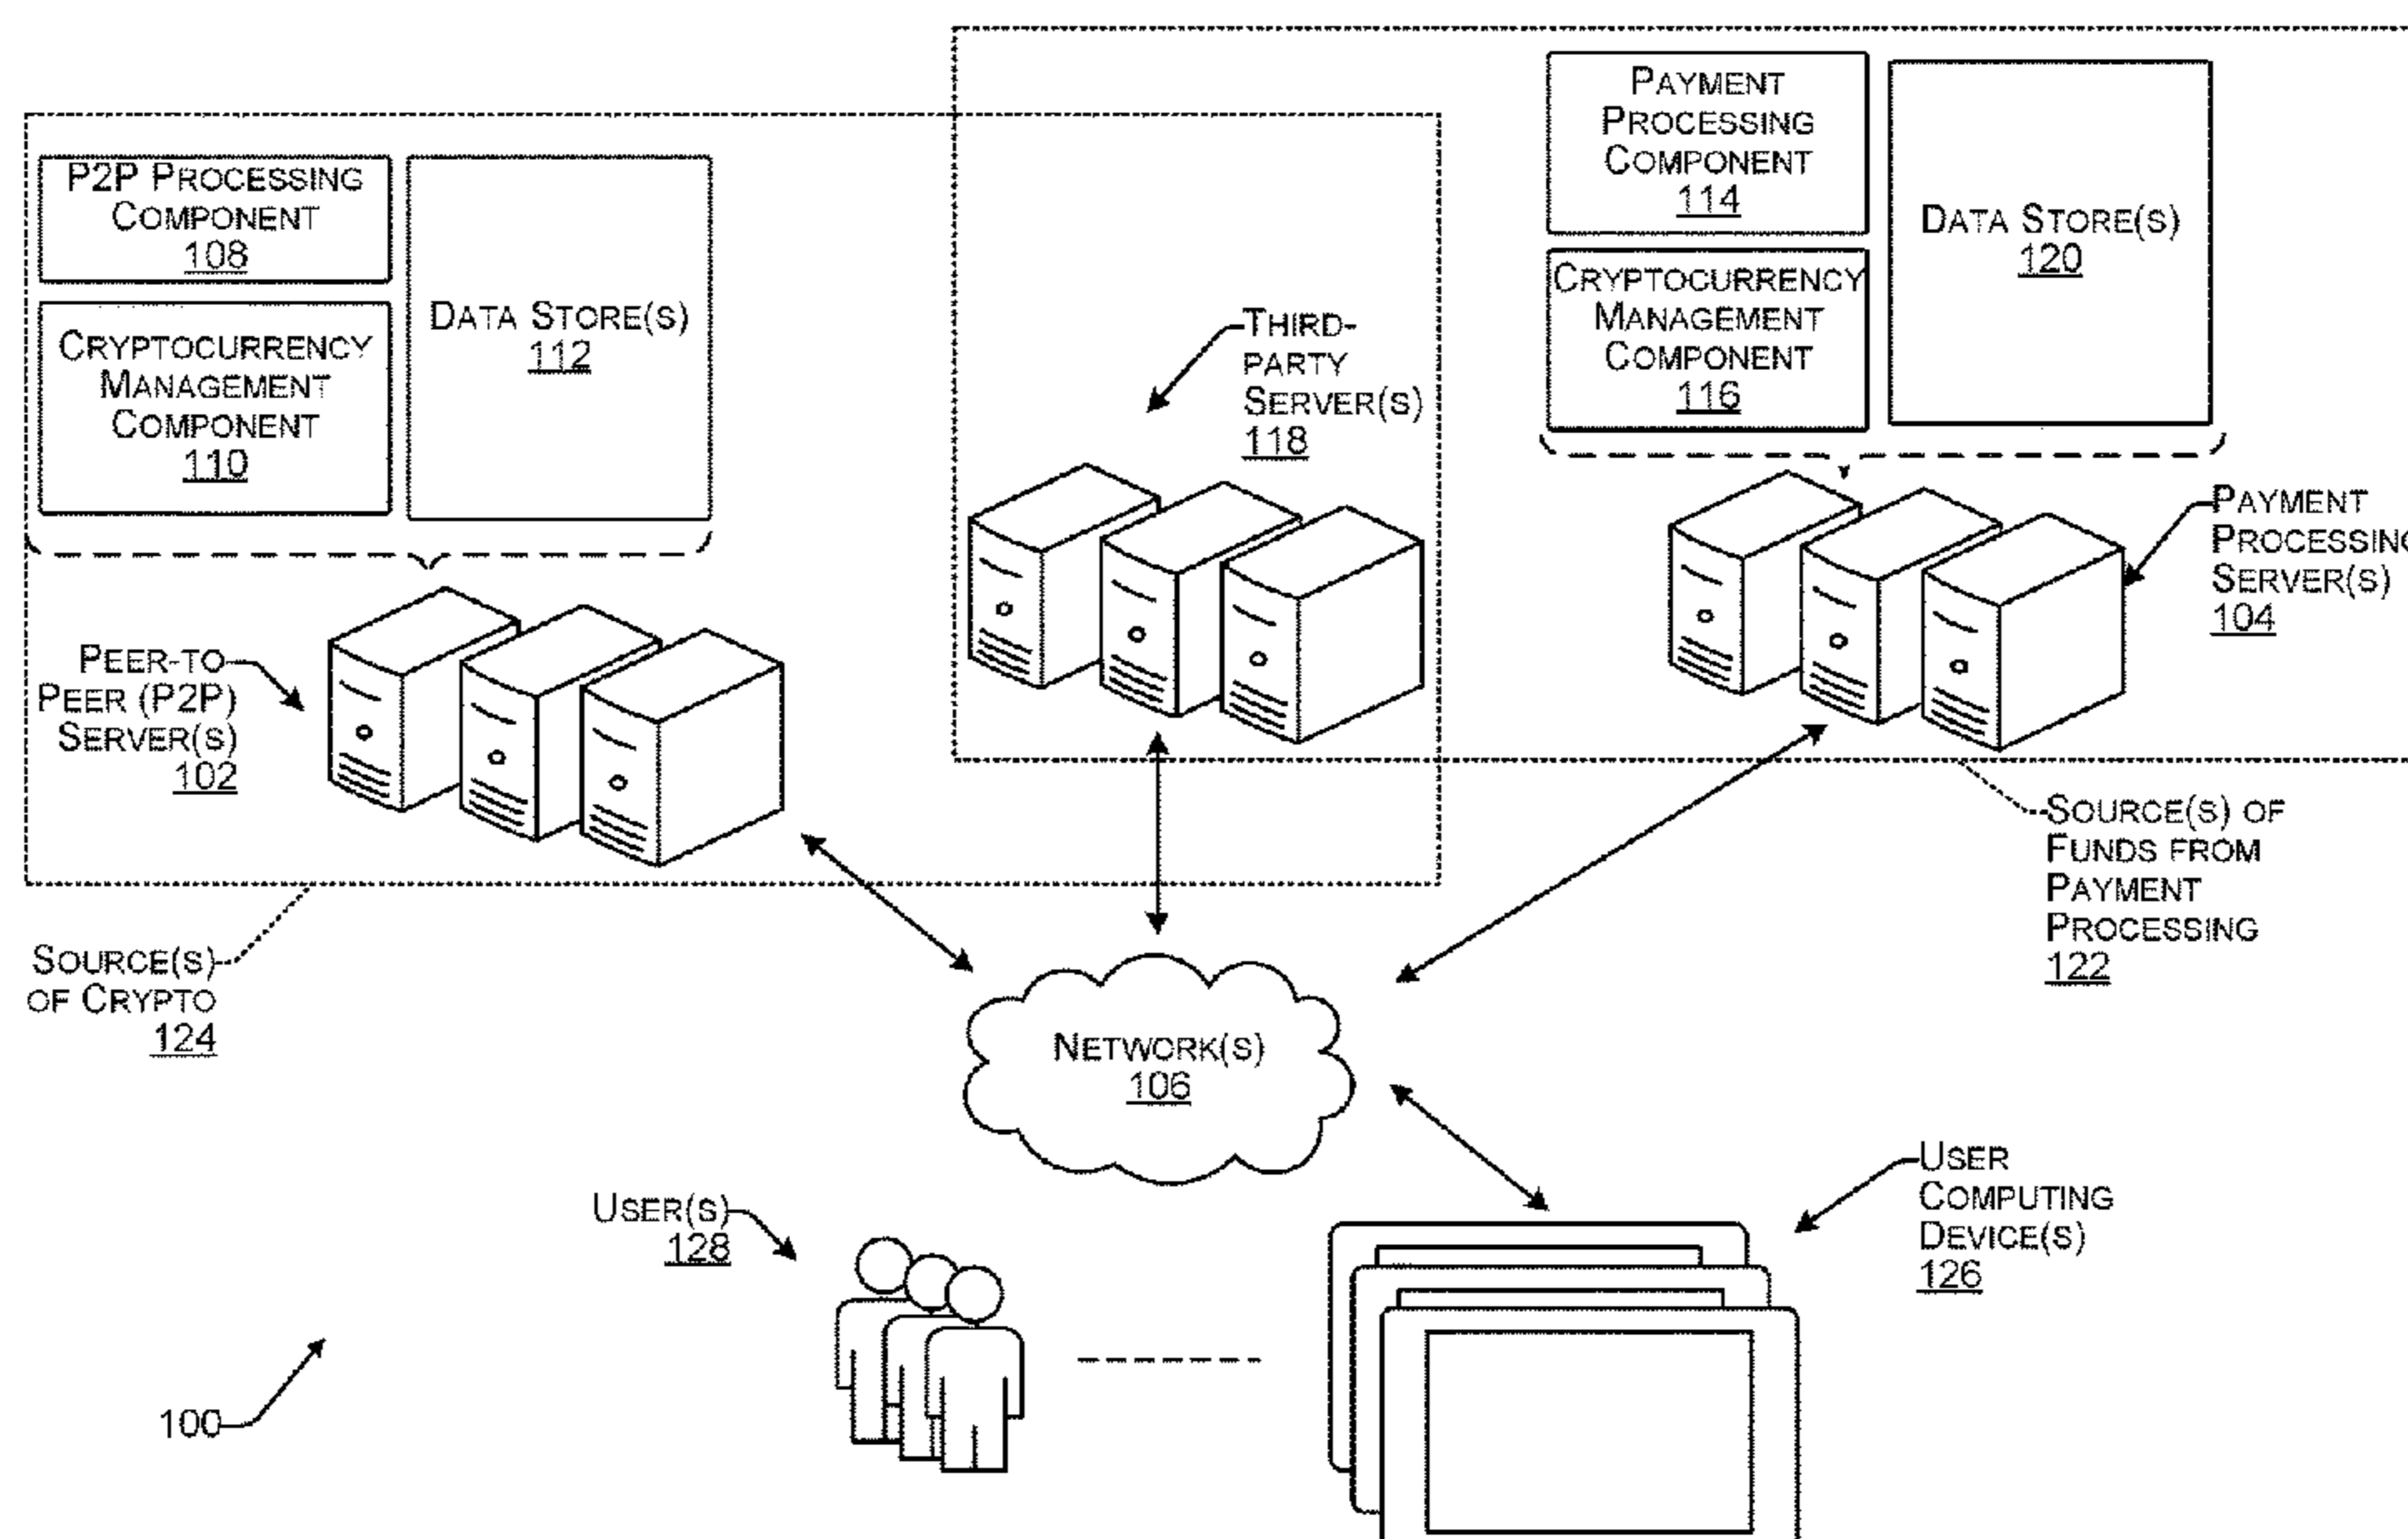 P2P PROCESSING
COMPONENT
108
CRYPTOCURRENCY
MANAGEMENT
COMPONENT
110
DATA STORE(S)
112
PAYMENT
PROCESSING
COMPONENT
114
CRYPTOCURRENCY
MANAGEMENT
COMPONENT
116
DATA STORE(S)
120
THIRD-
PARTY
SERVER(S)
118
PAYMENT
PROCESSING
SERVER(S)
104
PEER-TO
PEER (P2P)
SERVER(S)
102
SOURCE(S) OF
FUNDS FROM
PAYMENT
PROCESSING
122
SOURCE(S)
OF CRYPTO
124
NETWORK(S)
106
USER(S)
128
USER
COMPUTING
DEVICE(S)
126
100